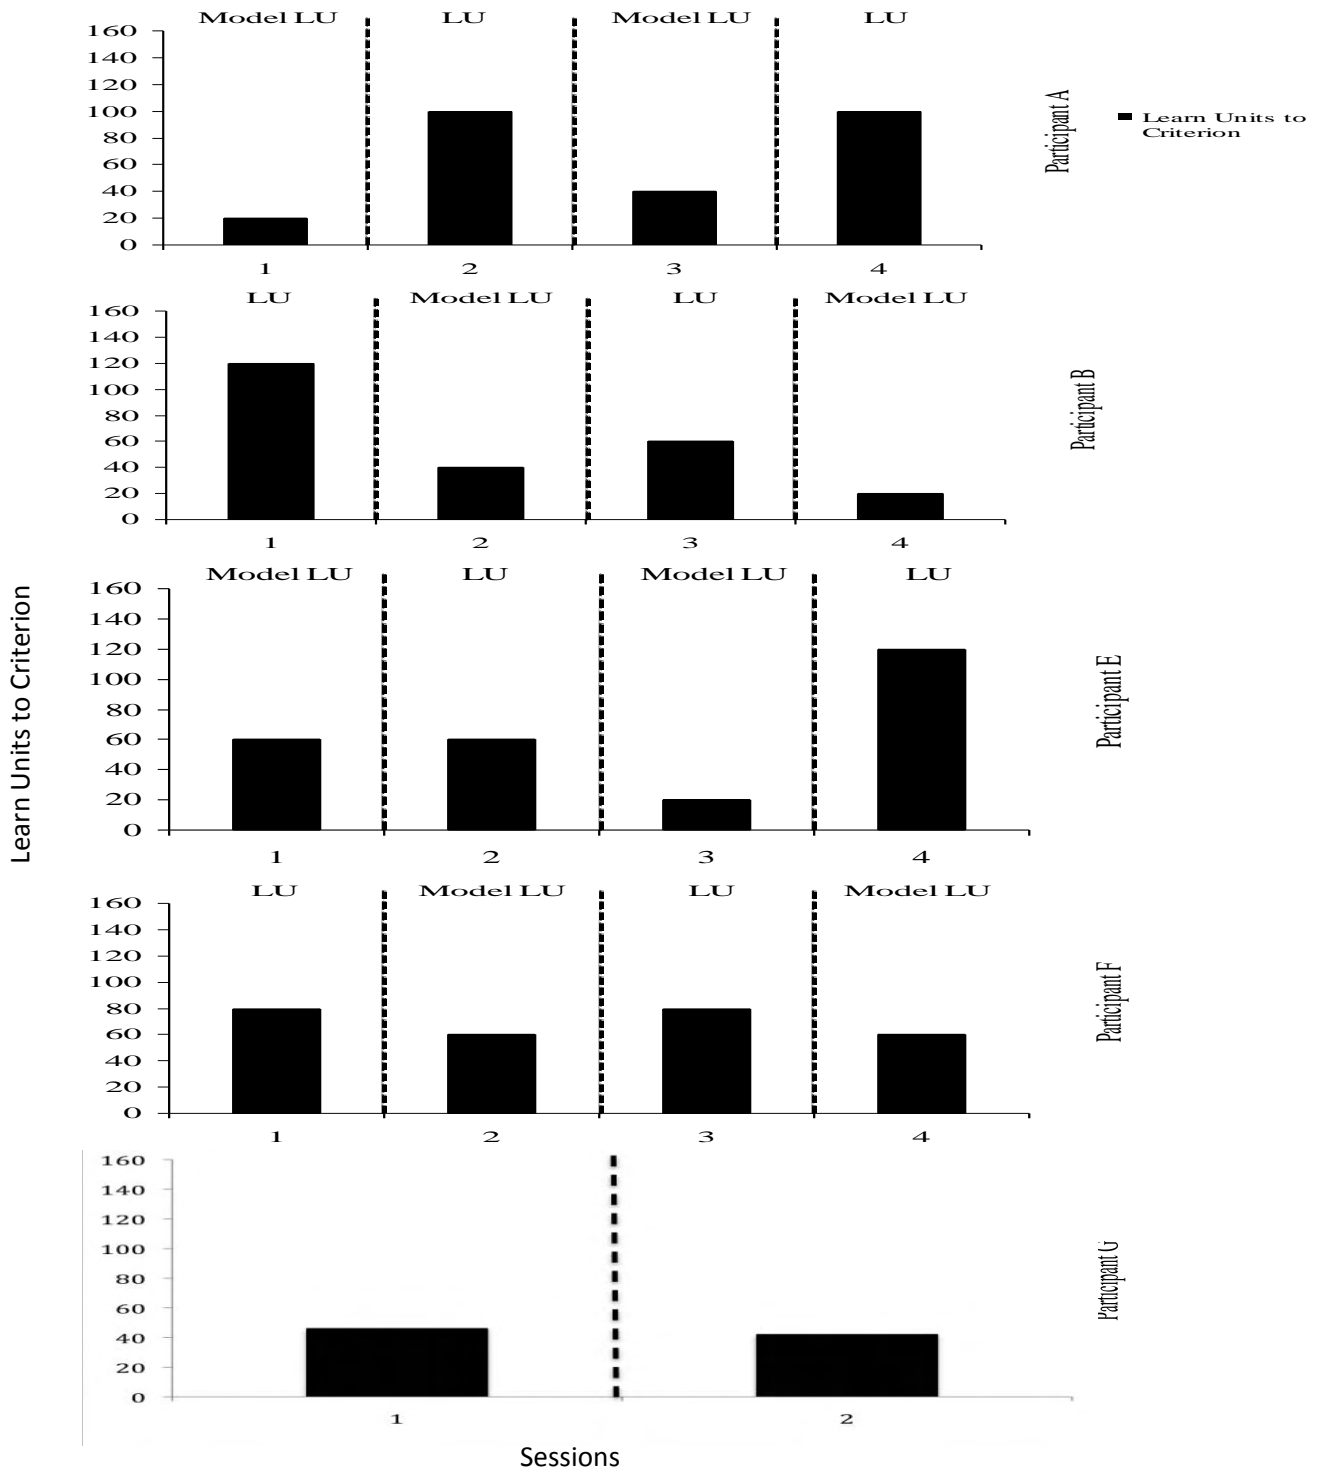 Model LU LU Model LU LU
160
140
120
100
80
60
40
20
0
1 2 3 4
Participant A
Learn Units to
Criterion
LU Model LU LU Model LU
160
140
120
100
80
60
40
20
0
1 2 3 4
Participant B
Model LU LU Model LU LU
160
140
120
100
80
60
40
20
0
1 2 3 4
Participant E
Learn Units to Criterion
LU Model LU LU Model LU
160
140
120
100
80
60
40
20
0
1 2 3 4
Participant F
160
140
120
100
80
60
40
20
0
1 2
Participant G
Sessions